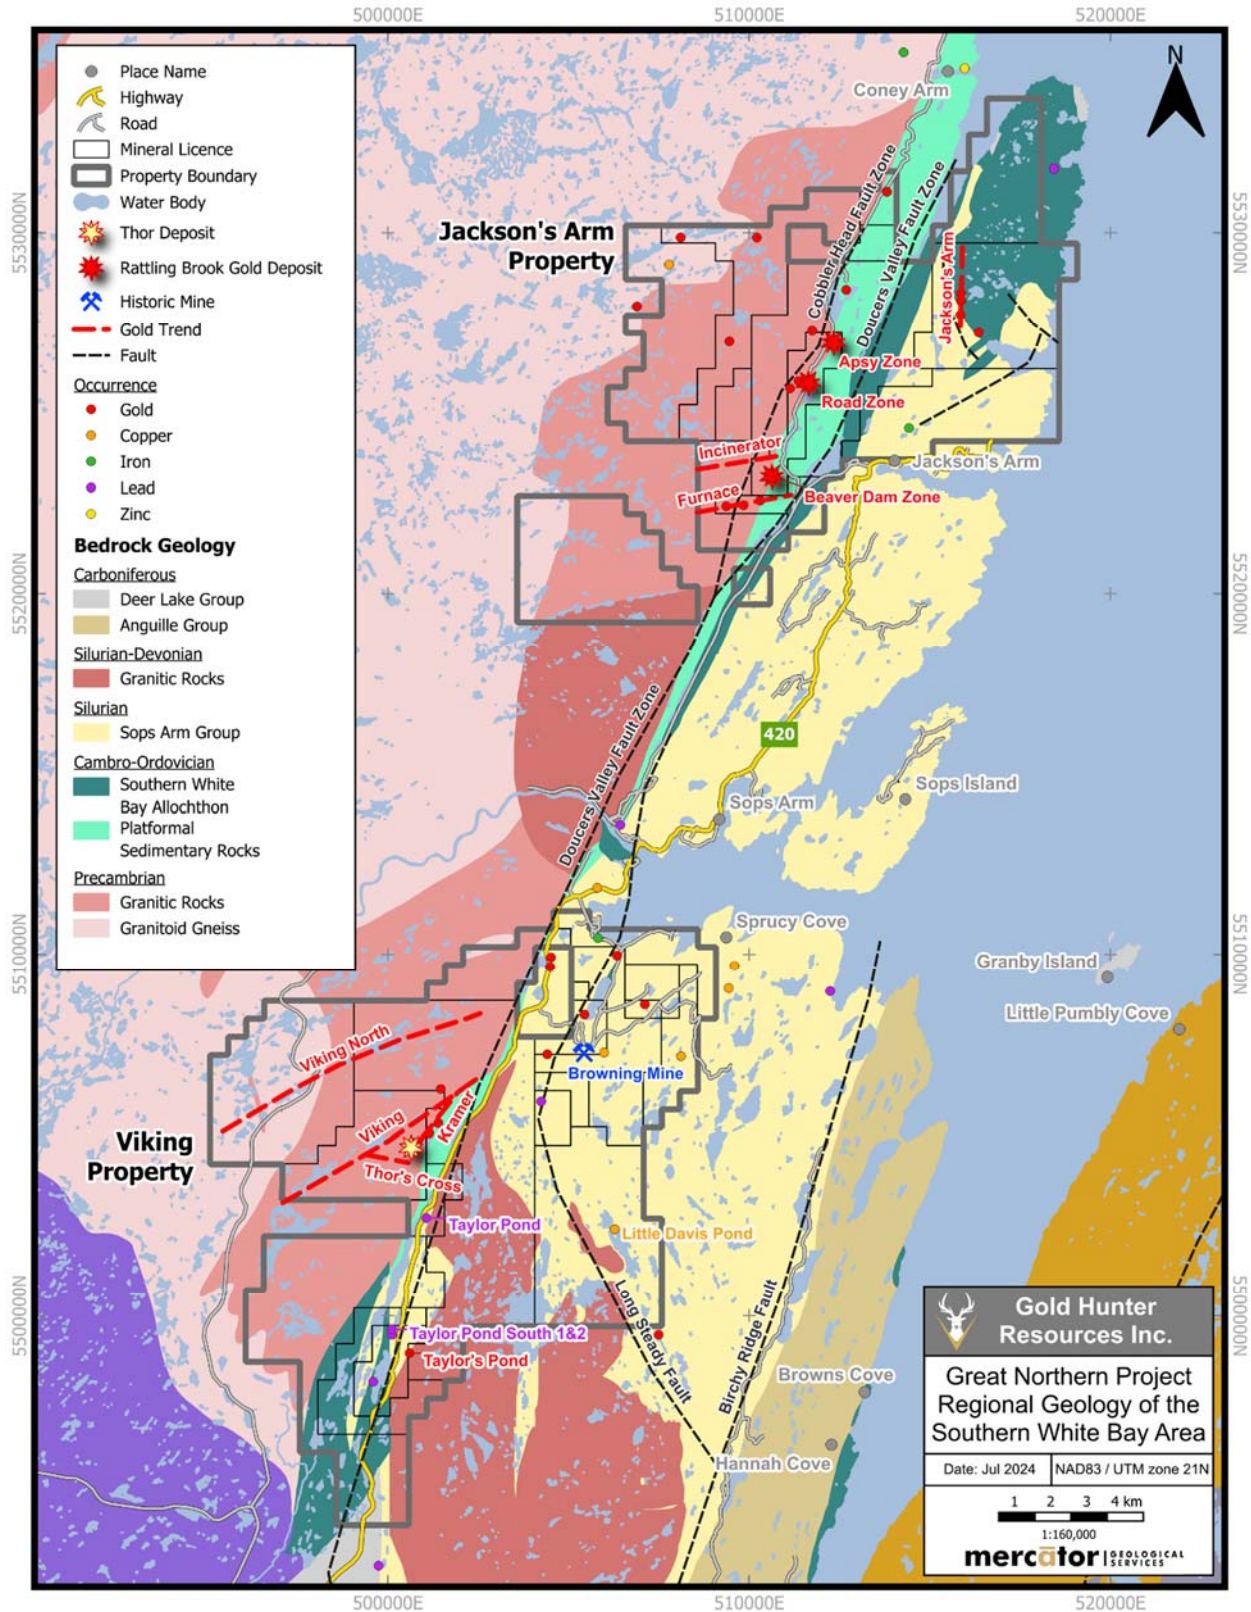 500000E
510000E
520000E
5530000N
5520000N
5510000N
5500000N
5530000N
5520000N
5510000N
5500000N
500000E
510000E
520000E
Place Name
Highway
Road
Mineral Licence
Property Boundary
Water Body
Thor Deposit
Rattling Brook Gold Deposit
Historic Mine
Gold Trend
Fault
Occurrence
Gold
Copper
Iron
Lead
Zinc
Bedrock Geology
Carboniferous
Deer Lake Group
Anguille Group
Silurian-Devonian
Granitic Rocks
Silurian
Sops Arm Group
Cambro-Ordovician
Southern White
Bay Allochthon
Platformal
Sedimentary Rocks
Precambrian
Granitic Rocks
Granitoid Gneiss
N
Coney Arm
Jackson's Arm
Property
Cobbler Head Fault Zone
Doucers Valley Fault Zone
Jackson's Arm
Apsy Zone
Road Zone
Incinerator
Jackson's Arm
Furnace
Beaver Dam Zone
Doucers Valley Fault Zone
420
Sops Island
Sops Arm
Sprucy Cove
Granby Island
Little Pumbly Cove
Viking North
Browning Mine
Viking
Kramer
Viking
Property
Thor's Cross
Taylor Pond
Little Davis Pond
Long Steady Fault
Birchy Ridge Fault
Taylor Pond South 1&2
Taylor's Pond
Browns Cove
Hannah Cove
Gold Hunter
Resources Inc.
Great Northern Project
Regional Geology of the
Southern White Bay Area
Date: Jul 2024
NAD83 / UTM zone 21N
1 2 3 4 km
1:160,000
mercātor GEOLOGICAL
SERVICES